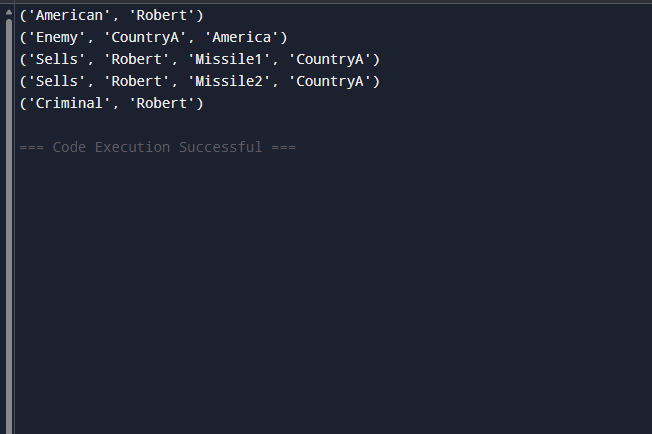 ('American', 'Robert')
('Enemy', 'CountryA', 'America')
('Sells', 'Robert', 'Missile1', 'CountryA')
('Sells', 'Robert', 'Missile2', 'CountryA')
('Criminal', 'Robert')
=== Code Execution Successful ===